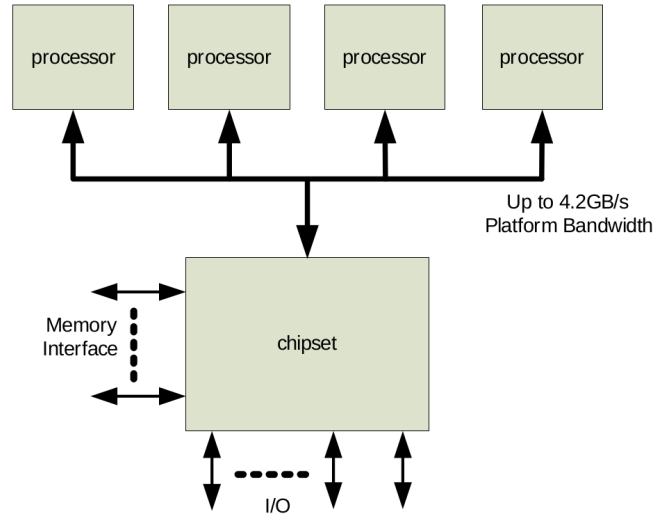 processor
processor
processor
processor
Up to 4.2GB/s
Platform Bandwidth
Memory
Interface
chipset
I/O